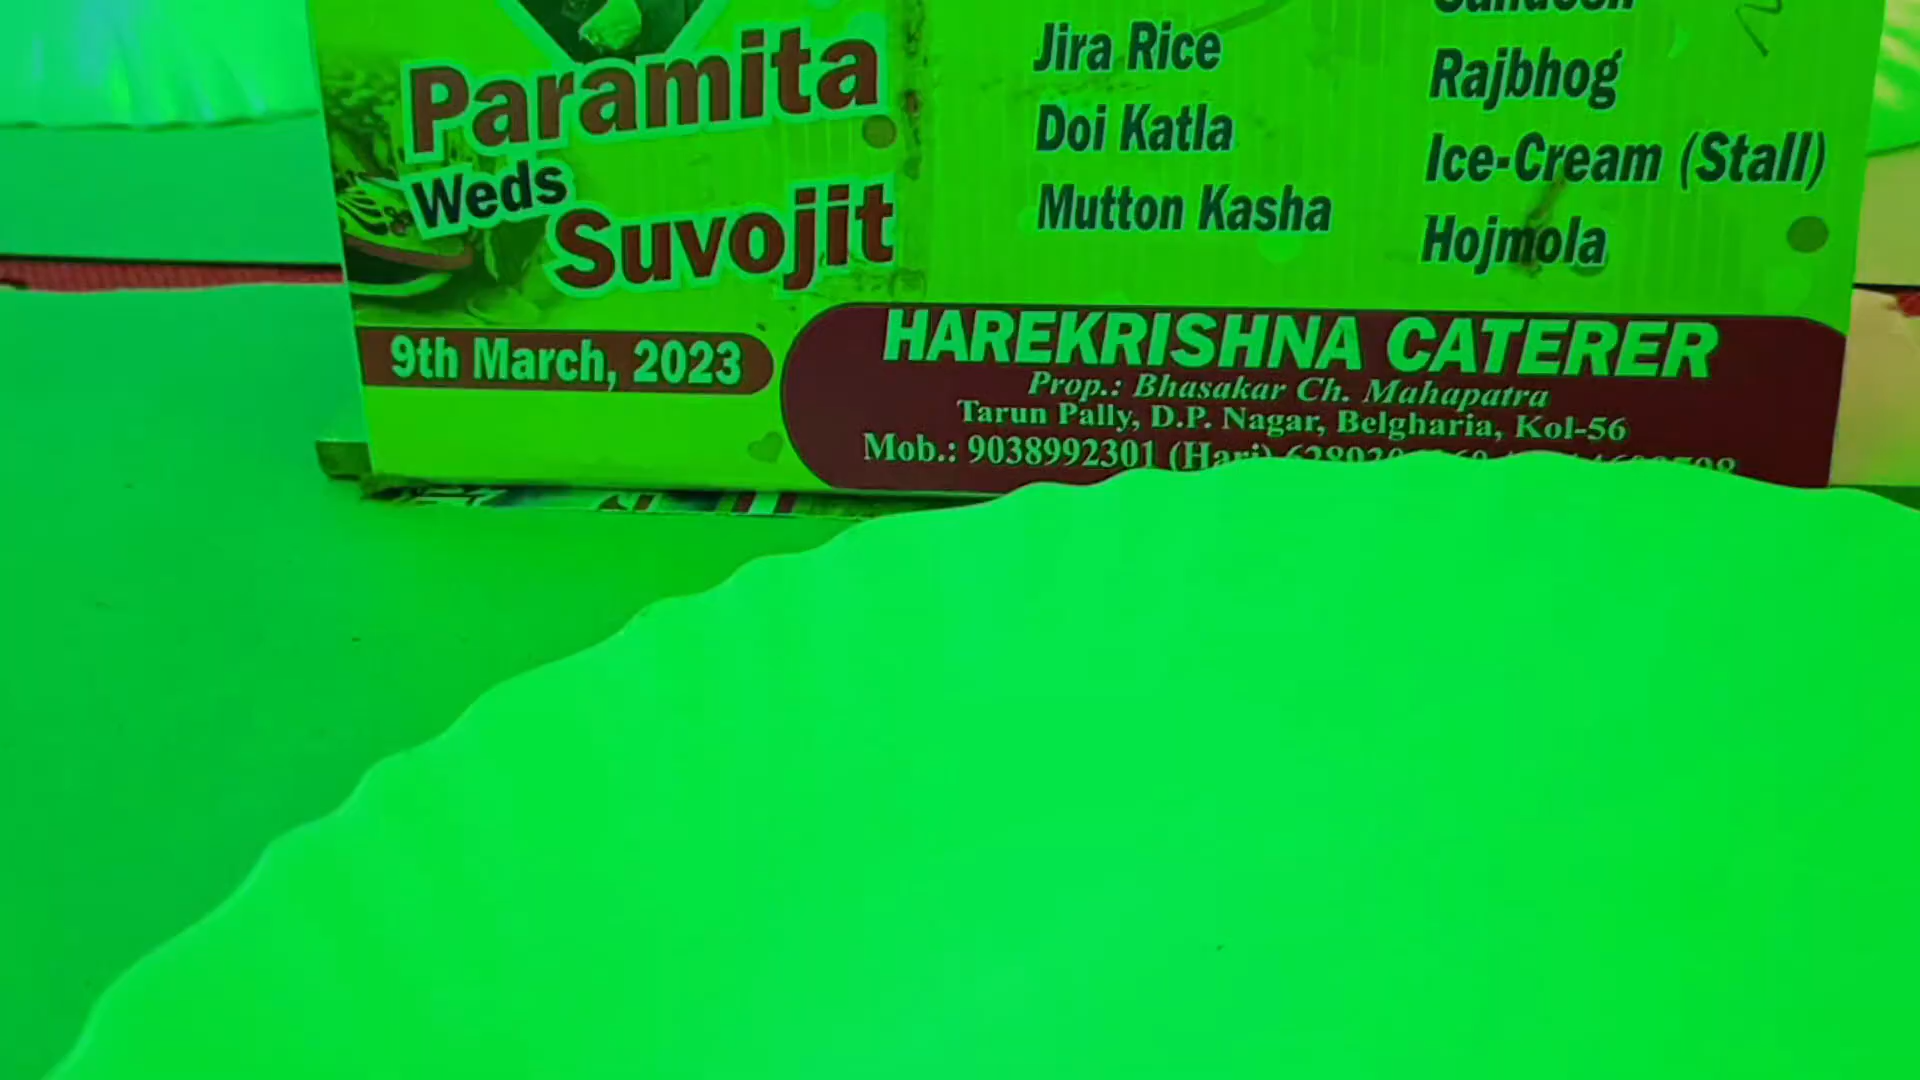 Paramita
Weds
Suvojit
9th March, 2023
Jira Rice
Doi Katla
Mutton Kasha
Rajbhog
Ice-Cream (Stall)
Hojmola
HAREKRISHNA CATERER
Prop.: Bhasakar Ch. Mahapatra
Tarun Pally, D.P. Nagar, Belgharia, Kol-56
Mob.: 9038992301 (Hari)